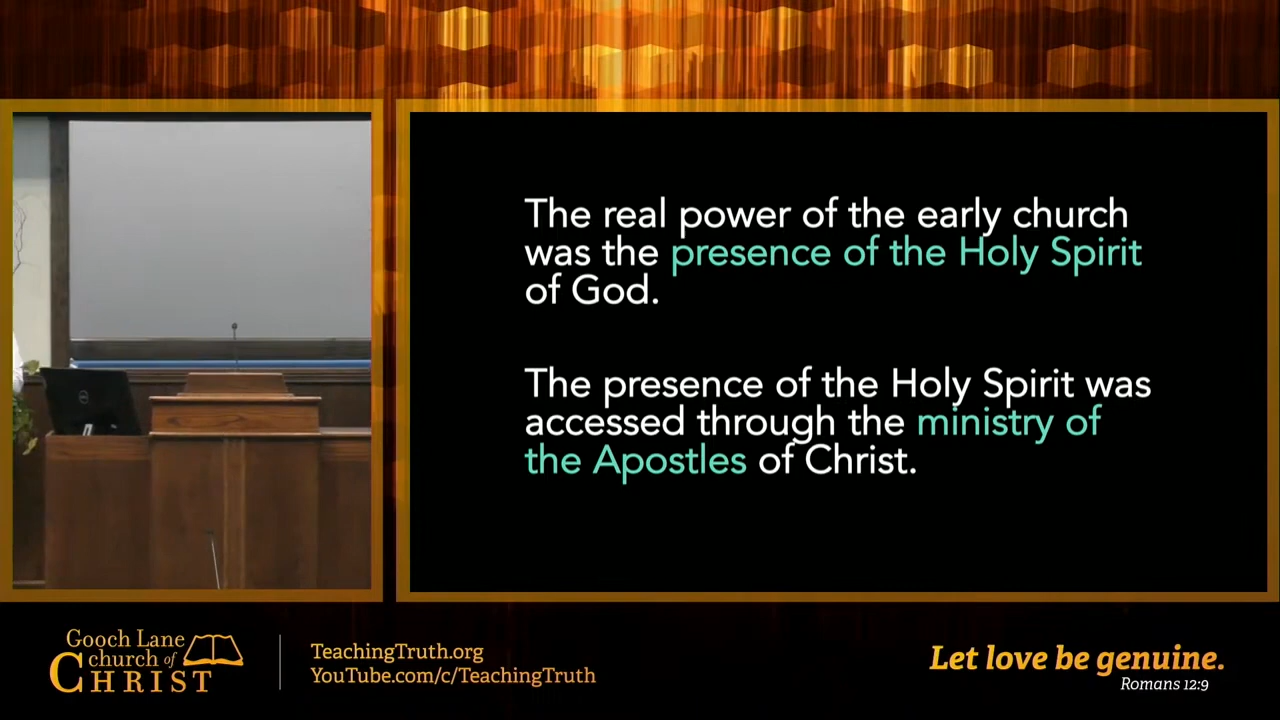 The real power of the early church
was the presence of the Holy Spirit
of God.
The presence of the Holy Spirit was
accessed through the ministry of
the Apostles of Christ.
Gooch Lane
church of
CHRIST
TeachingTruth.org
YouTube.com/c/TeachingTruth
Let love be genuine.
Romans 12:9